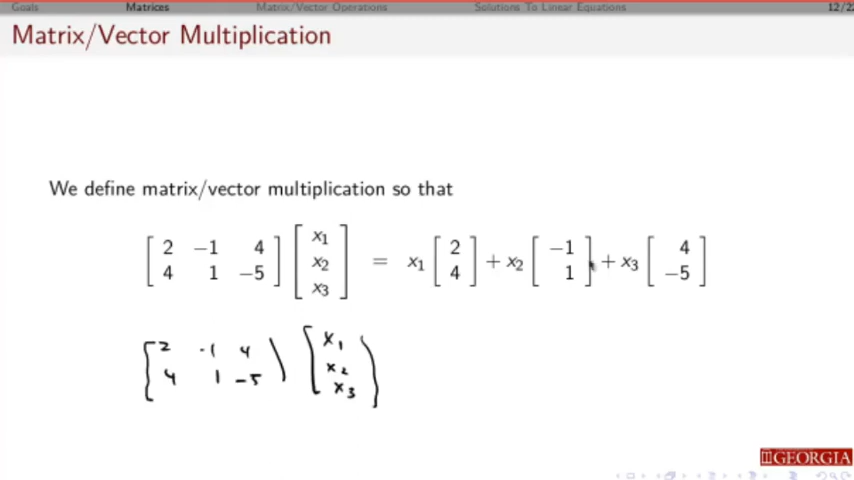 Goals Matrices Matrix/Vector Operations Solutions To Linear Equations 12/22
Matrix/Vector Multiplication
We define matrix/vector multiplication so that
[ 2 −1 4 ] [ x1 ] = x1 [ 2 ] + x2 [ −1 ] + x3 [ 4 ]
[ 4 1 −5 ] [ x2 ] [ 4 ] [ 1 ] [ −5 ]
[ x3 ]
[ 2 -1 4 ] [ x1 ]
[ 4 1 -5 ] [ x2 ]
[ x3 ]
GEORGIA